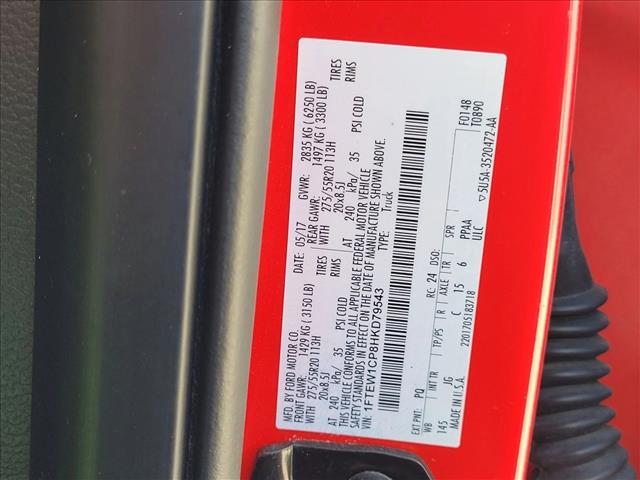 MFD. BY FORD MOTOR CO.
DATE: 05/17 GVWR: 2835 KG ( 6250 LB)
FRONT GAWR: 1429 KG ( 3150 LB) REAR GAWR: 1497 KG ( 3300 LB)
WITH 275/55R20 113H TIRES WITH 275/55R20 113H TIRES
20x8.5J RIMS 20x8.5J RIMS
AT 240 kPa/ 35 PSI COLD AT 240 kPa/ 35 PSI COLD
THIS VEHICLE CONFORMS TO ALL APPLICABLE FEDERAL MOTOR VEHICLE
SAFETY STANDARDS IN EFFECT ON THE DATE OF MANUFACTURE SHOWN ABOVE.
VIN: 1FTEW1CP8HKD79543 TYPE: Truck
F0148
T0890
EXT PNT: PQ RC: 24 DSO:
WB INT TR TP/PS R AXLE TR SPR
145 JG C 15 6 PPAA
MADE IN U.S.A. 2201705183718 ULC
▽5U5A-3520472-AA